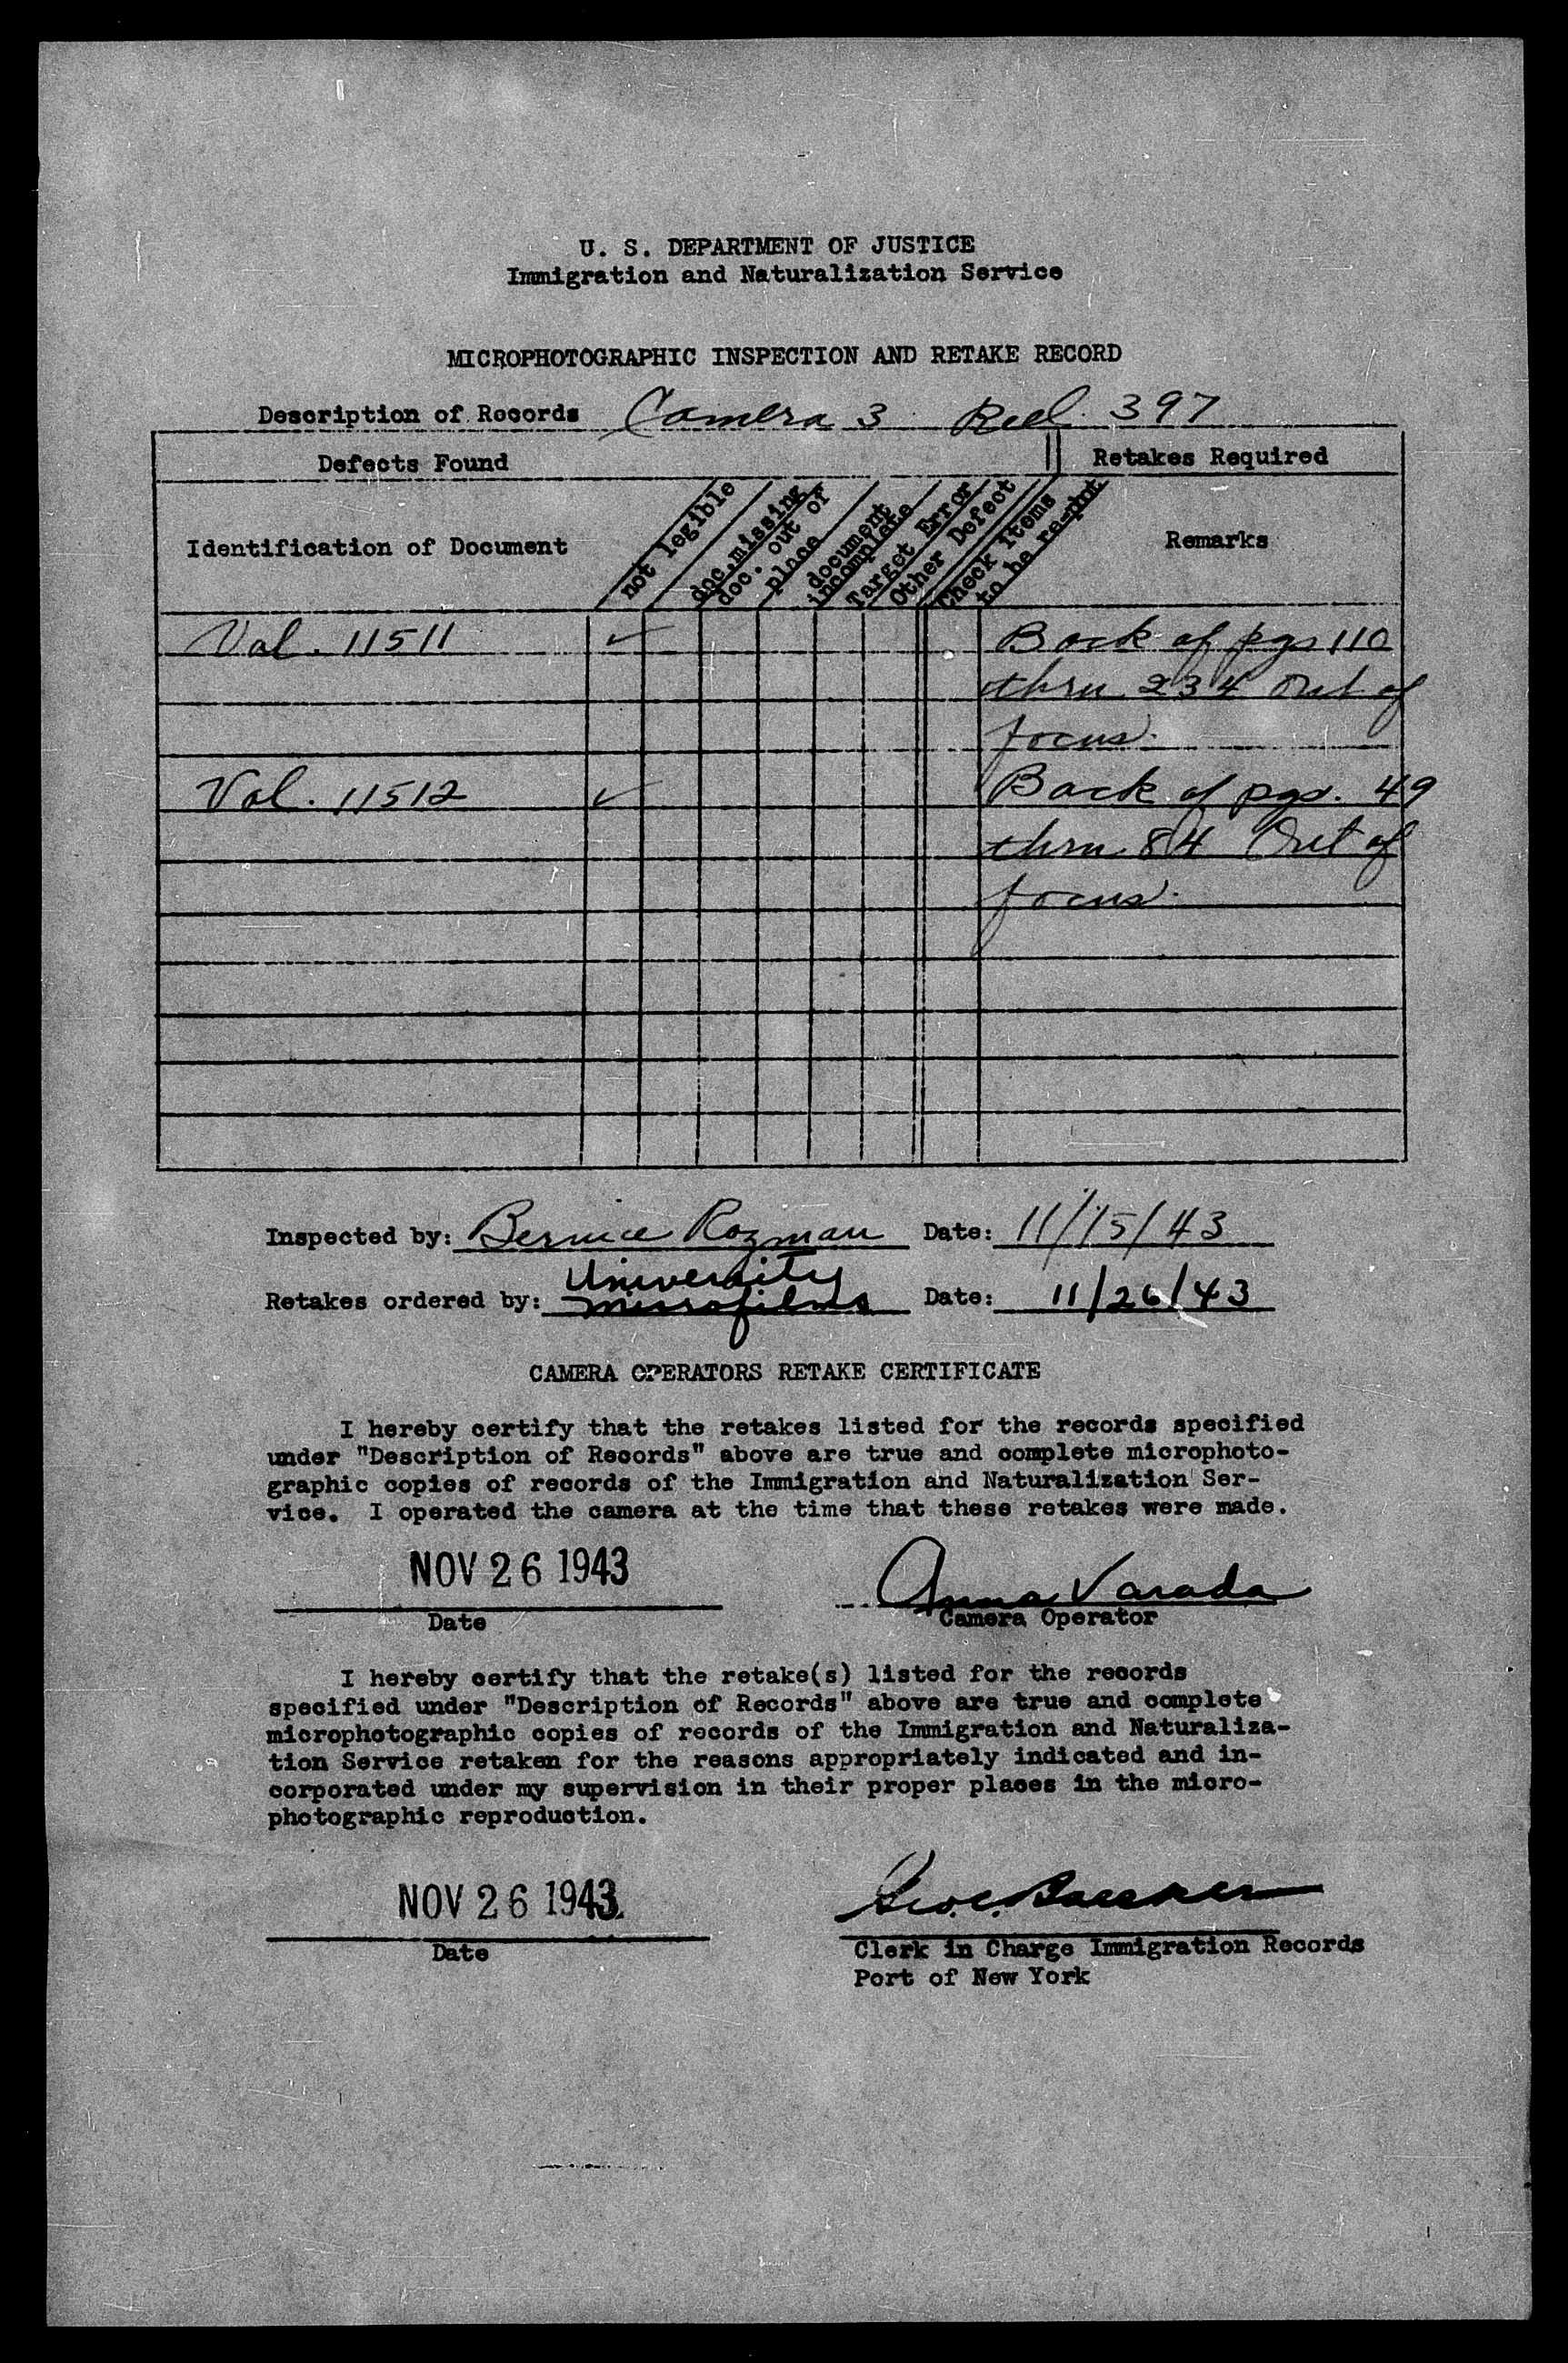 U. S. DEPARTMENT OF JUSTICE
Immigration and Naturalization Service
MICROPHOTOGRAPHIC INSPECTION AND RETAKE RECORD
Description of Records Camera 3 Reel. 397
Defects Found
Retakes Required
Identification of Document
not legible
doc. missing
doc. out of
place
document
incomplete
Target Error
Other Defect
Check items
to be re-pht
Remarks
Vol. 11511 ✓ Back of pgs 110
thru 234 out of
focus.
Vol. 11512 ✓ Back of pgs. 49
thru 84 Out of
focus.
Inspected by: Bernice Rozman Date: 11/15/43
University
Retakes ordered by: Microfilms Date: 11/26/43
CAMERA OPERATORS RETAKE CERTIFICATE
I hereby certify that the retakes listed for the records specified
under "Description of Records" above are true and complete microphoto-
graphic copies of records of the Immigration and Naturalization Ser-
vice. I operated the camera at the time that these retakes were made.
NOV 26 1943 Anna Varada
Date Camera Operator
I hereby certify that the retake(s) listed for the records
specified under "Description of Records" above are true and complete
microphotographic copies of records of the Immigration and Naturaliza-
tion Service retaken for the reasons appropriately indicated and in-
corporated under my supervision in their proper places in the micro-
photographic reproduction.
NOV 26 1943
Date
Clerk in Charge Immigration Records
Port of New York